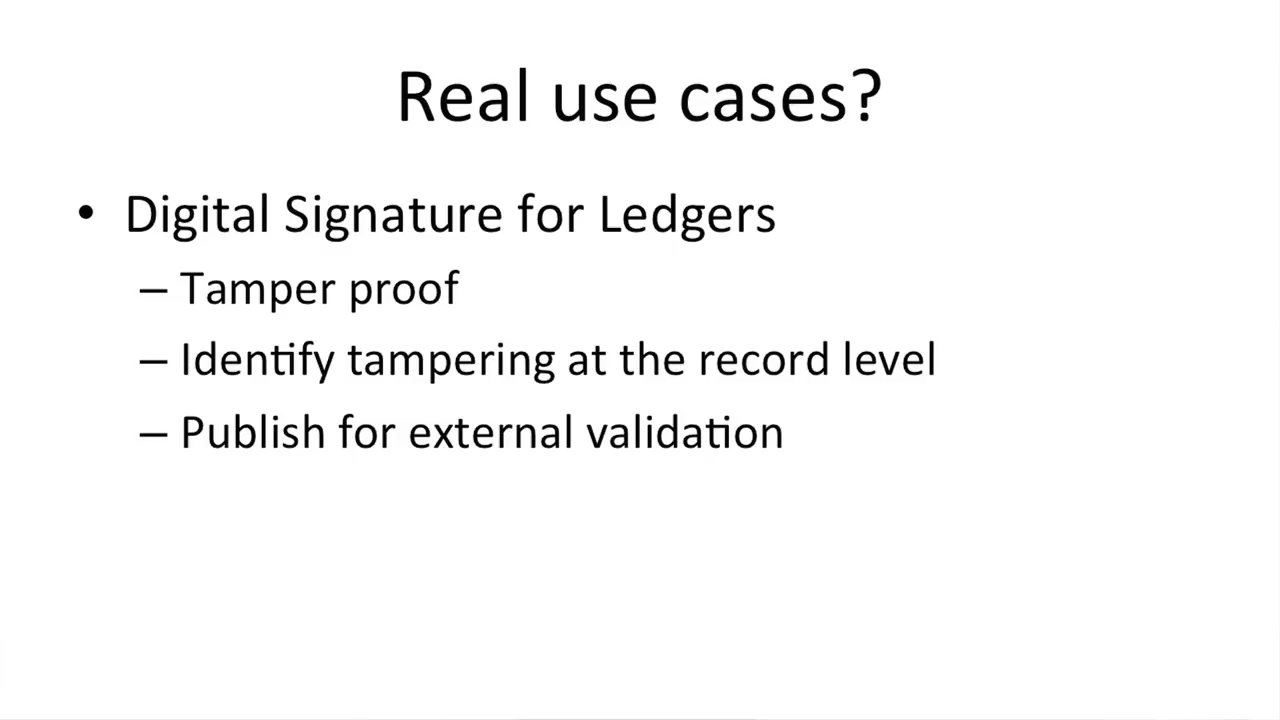 Real use cases?
• Digital Signature for Ledgers
– Tamper proof
– Identify tampering at the record level
– Publish for external validation